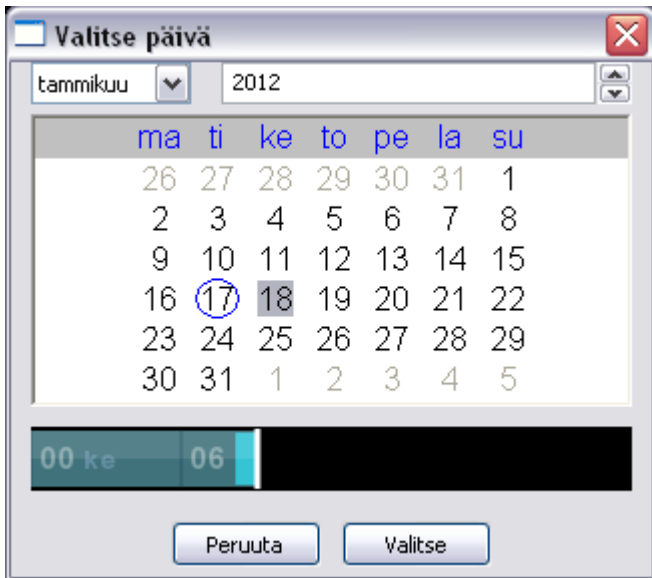 Valitse päivä
tammikuu 2012
ma ti ke to pe la su
26 27 28 29 30 31 1
2 3 4 5 6 7 8
9 10 11 12 13 14 15
16 17 18 19 20 21 22
23 24 25 26 27 28 29
30 31 1 2 3 4 5
00 ke 06
Peruuta Valitse